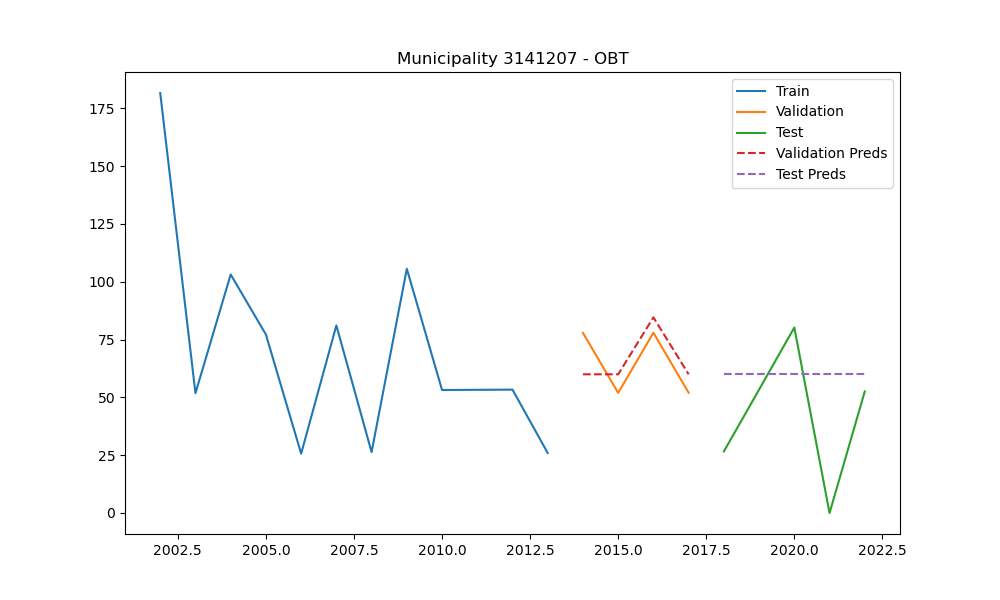 Municipality 3141207 - OBT
Train
Validation
Test
Validation Preds
Test Preds
175
150
125
100
75
50
25
0
2002.5 2005.0 2007.5 2010.0 2012.5 2015.0 2017.5 2020.0 2022.5